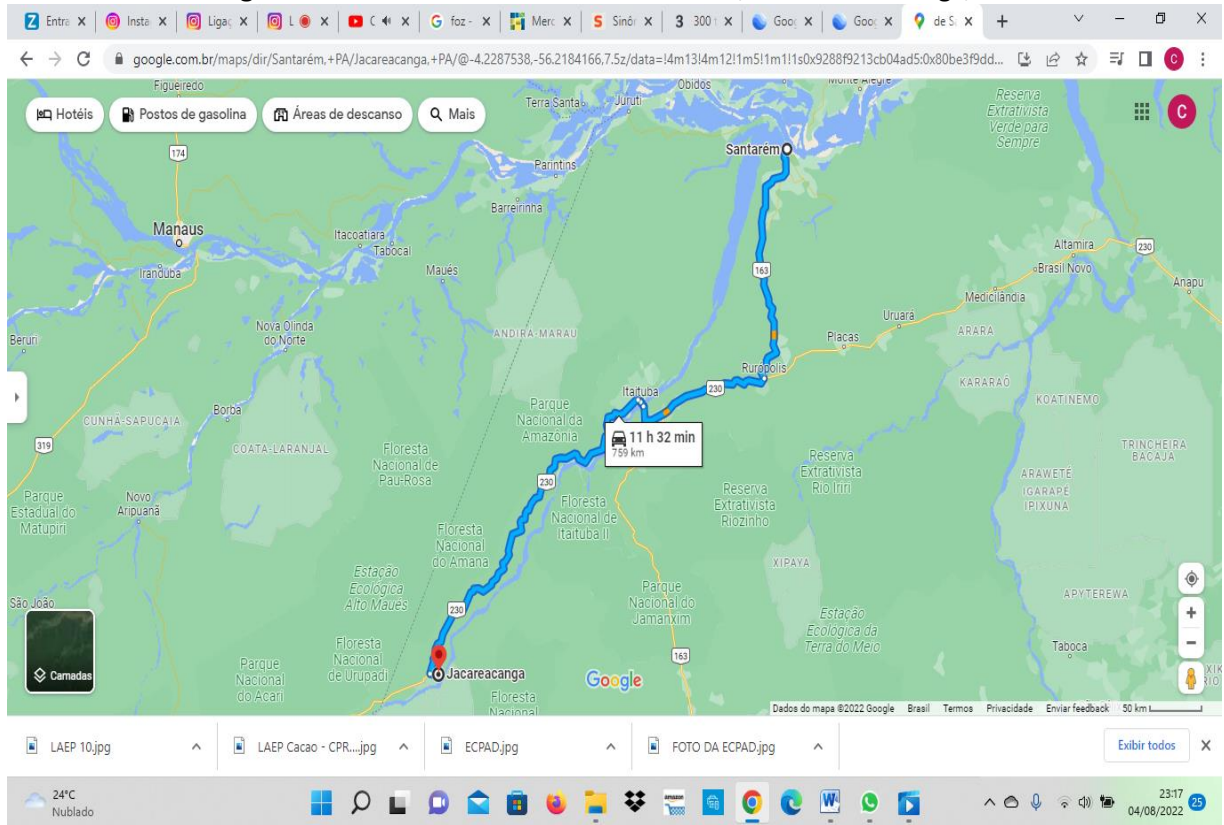 Entra
Insta
Ligaç
L
C
foz -
Merc
Sinôr
300 t
Goog
Goog
de Sa
google.com.br/maps/dir/Santarém,+PA/Jacareacanga,+PA/@-4.2287538,-56.2184166,7.5z/data=!4m13!4m12!1m5!1m1!1s0x9288f9213cb04ad5:0x80be3f9dd...
C
Hotéis
Postos de gasolina
Áreas de descanso
Mais
C
Figueiredo
174
Terra Santa
Juruti
Óbidos
Monte Alegre
Reserva
Extrativista
Verde para
Sempre
Santarém
Parintins
Barreirinha
Manaus
Itacoatiara
Tabocal
Iranduba
Maués
163
Altamira
230
Brasil Novo
Anapu
Medicilândia
Uruará
Placas
ARARA
Nova Olinda
do Norte
Beruri
ANDIRÁ-MARAU
Rurópolis
230
Itaituba
KARARAÔ
KOATINEMO
Parque
Nacional da
Amazônia
11 h 32 min
759 km
Borba
CUNHÃ-SAPUCAIA
319
COATÁ-LARANJAL
Floresta
Nacional de
Pau-Rosa
TRINCHEIRA
BACAJÁ
Reserva
Extrativista
Rio Iriri
ARAWETÉ
IGARAPÉ
IPIXUNA
230
Parque
Estadual do
Matupiri
Novo
Aripuanã
Reserva
Extrativista
Riozinho
Floresta
Nacional de
Itaituba II
Floresta
Nacional
do Amana
XIPAYA
Estação
Ecológica
Alto Maués
APYTEREWA
São João
230
Parque
Nacional do
Jamanxim
Estação
Ecológica da
Terra do Meio
Taboca
163
Floresta
Nacional
de Urupadi
Parque
Nacional
do Acari
Camadas
Jacareacanga
Google
Floresta
Nacional
Dados do mapa ©2022 Google Brasil Termos Privacidade Enviar feedback 50 km
LAEP 10.jpg
LAEP Cacao - CPR....jpg
ECPAD.jpg
FOTO DA ECPAD.jpg
Exibir todos
24°C
Nublado
23:17
04/08/2022
25